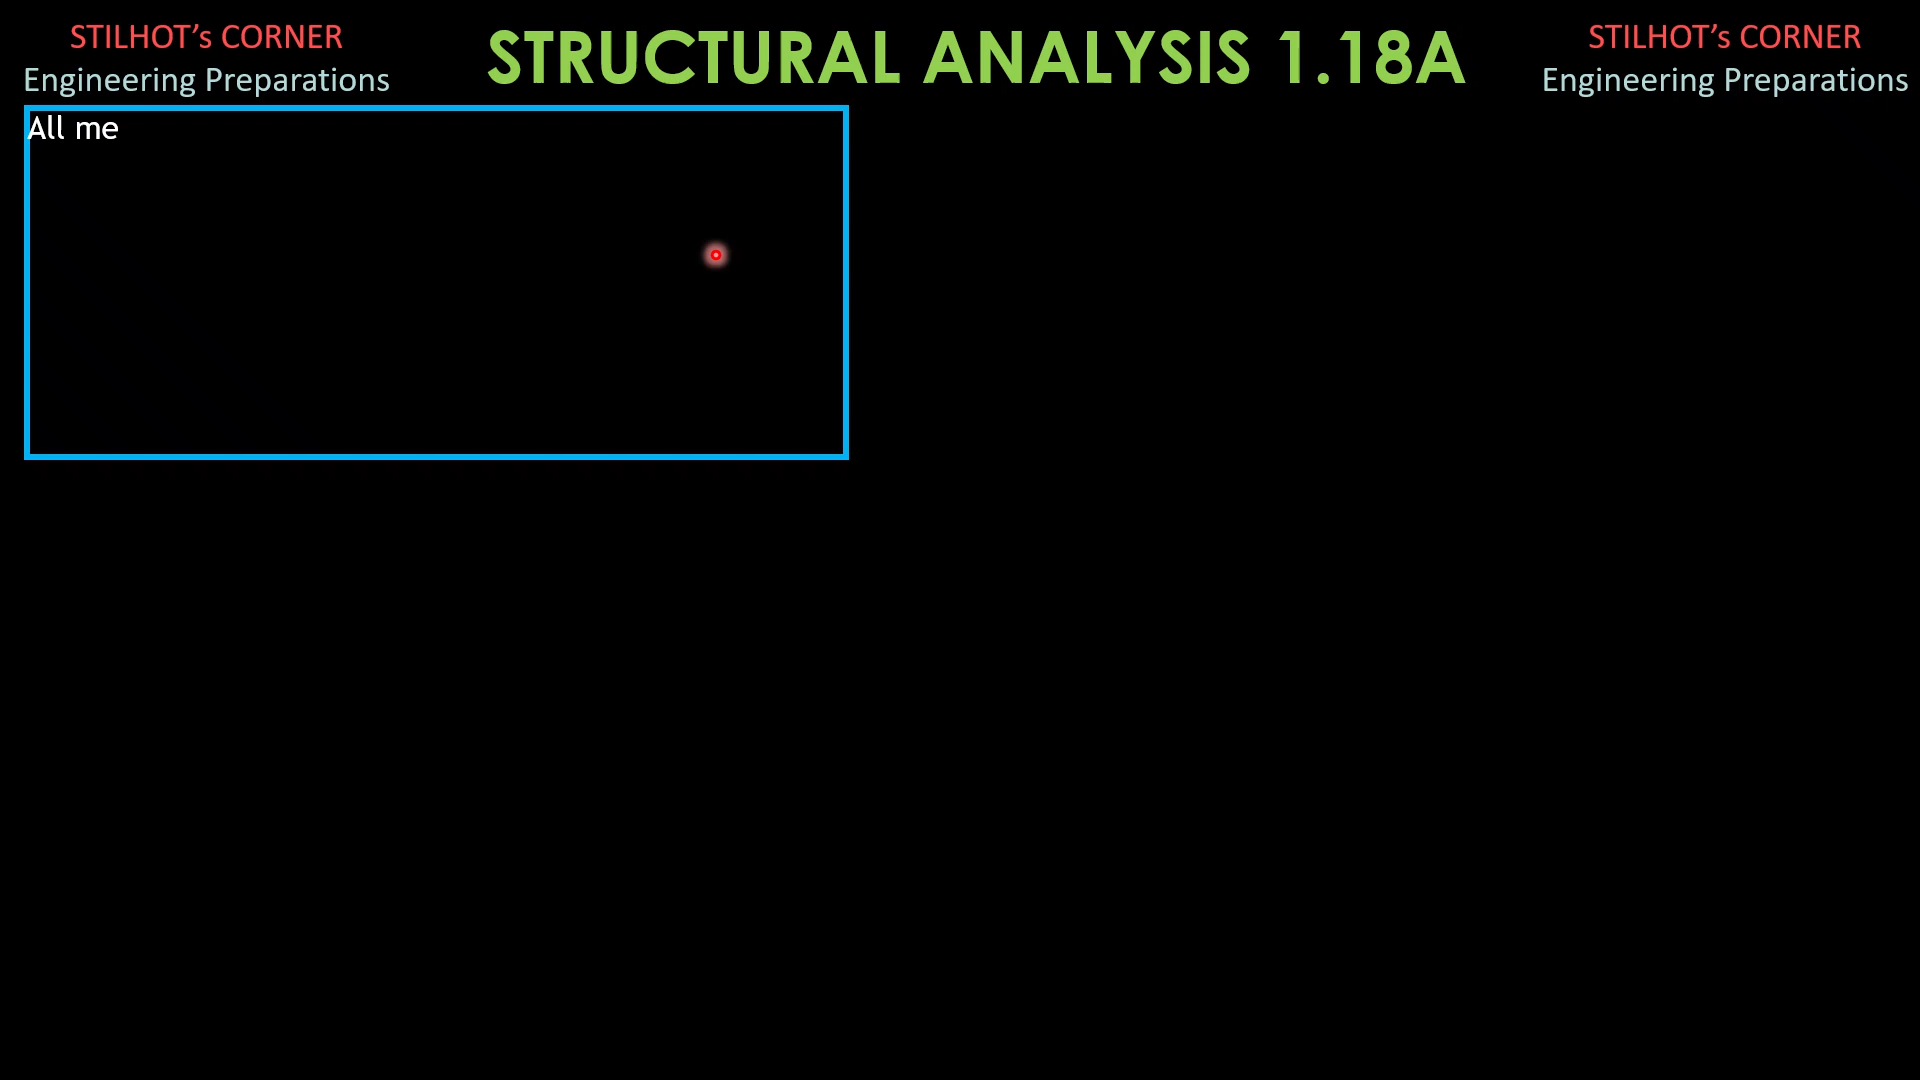 STILHOT’s CORNER
Engineering Preparations
STRUCTURAL ANALYSIS 1.18A
STILHOT’s CORNER
Engineering Preparations
All me